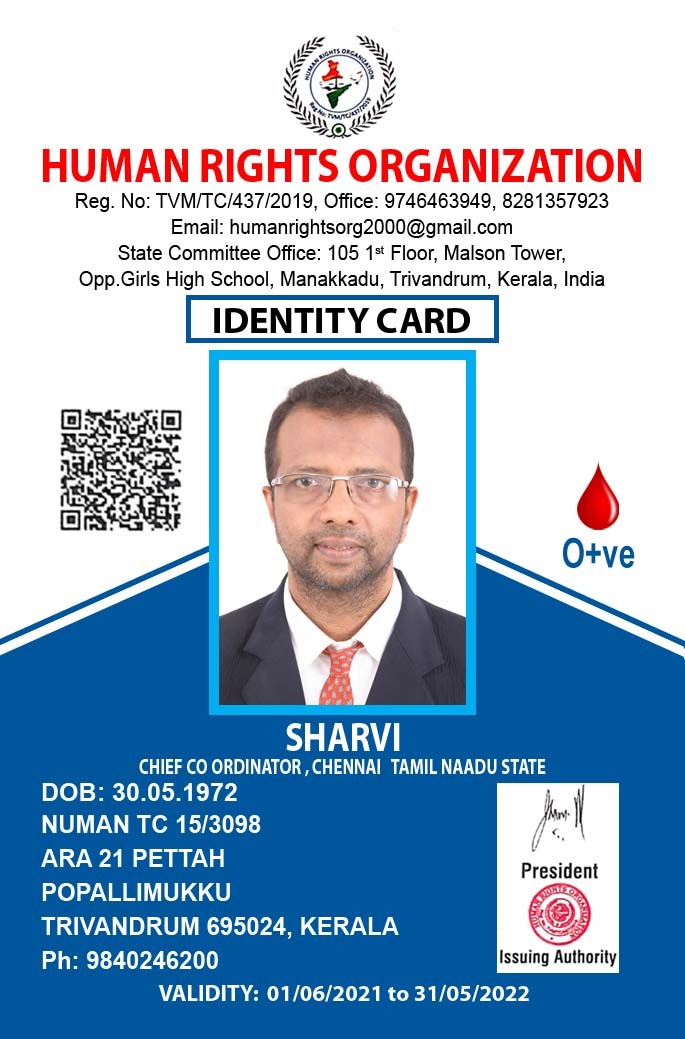 HUMAN RIGHTS ORGANIZATION
Reg.No: TVM/TC/437/2019
HUMAN RIGHTS ORGANIZATION
Reg. No: TVM/TC/437/2019, Office: 9746463949, 8281357923
Email: humanrightsorg2000@gmail.com
State Committee Office: 105 1st Floor, Malson Tower,
Opp.Girls High School, Manakkadu, Trivandrum, Kerala, India
IDENTITY CARD
O+ve
SHARVI
CHIEF CO ORDINATOR , CHENNAI TAMIL NAADU STATE
DOB: 30.05.1972
NUMAN TC 15/3098
ARA 21 PETTAH
POPALLIMUKKU
TRIVANDRUM 695024, KERALA
Ph: 9840246200
President
HUMAN RIGHTS ORGANIZATION
Issuing Authority
VALIDITY: 01/06/2021 to 31/05/2022